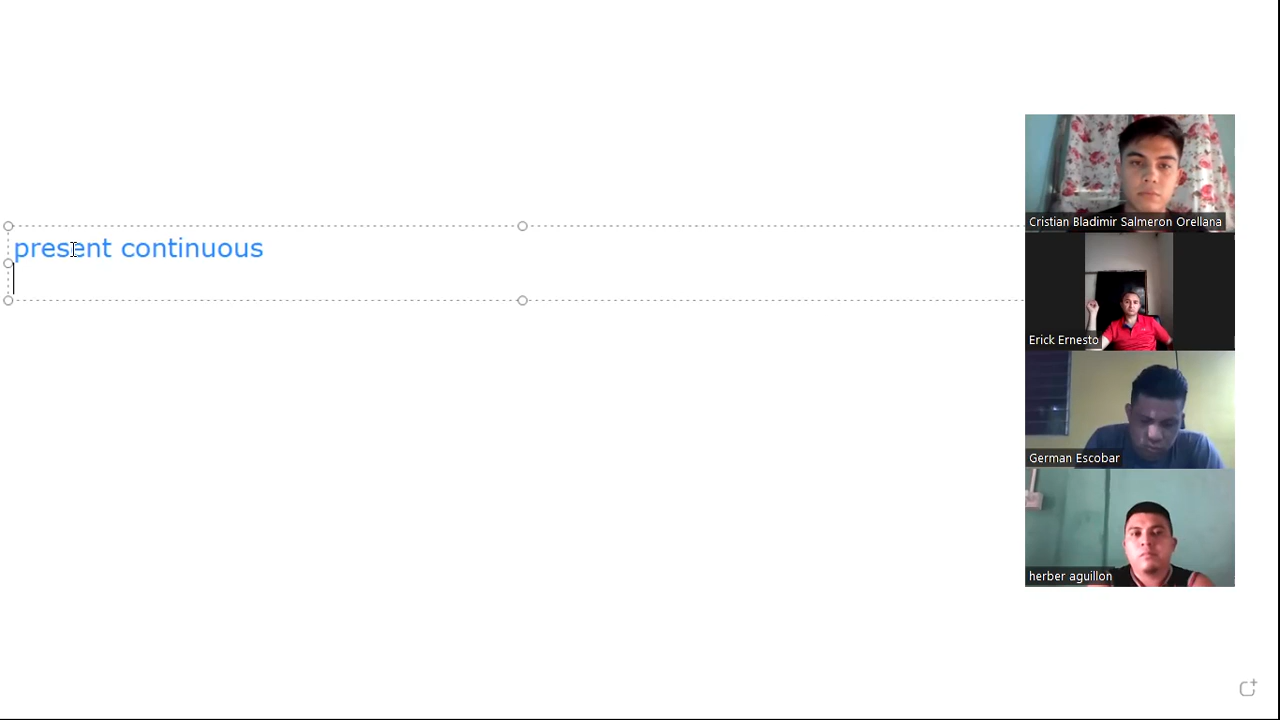 present continuous
Cristian Bladimir Salmeron Orellana
Erick Ernesto
German Escobar
herber aguillon